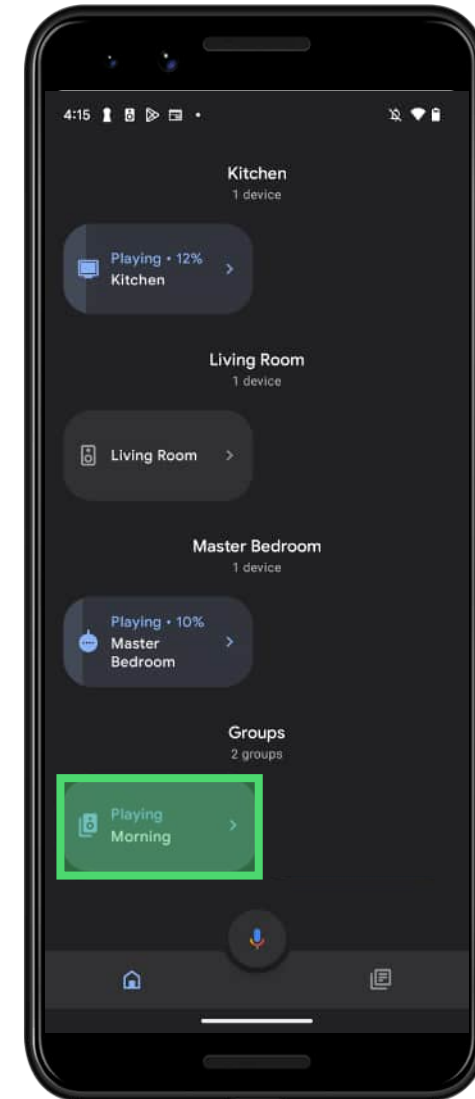 4:15
Kitchen
1 device
Playing • 12%
Kitchen
Living Room
1 device
Living Room
Master Bedroom
1 device
Playing • 10%
Master
Bedroom
Groups
2 groups
Playing
Morning